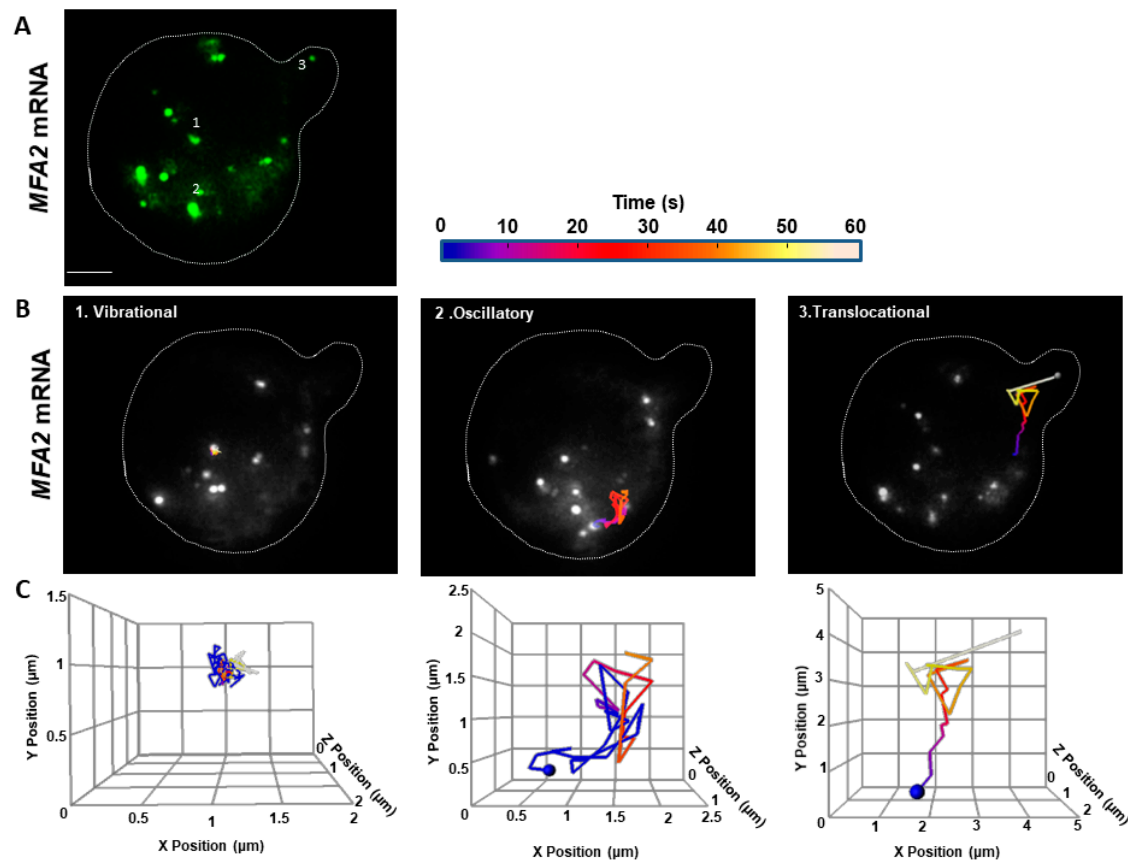 A
MFA2 mRNA
3
1
2
Time (s)
0 10 20 30 40 50 60
B
MFA2 mRNA
1. Vibrational
2 .Oscillatory
3.Translocational
C
1.5
1
0.5
0
Y Position (µm)
0.5 1 1.5 2
X Position (µm)
0
1
2
Z Position (µm)
2.5
2
1.5
1
0.5
0
Y Position (µm)
0.5 1 1.5 2 2.5
X Position (µm)
0
1
2
Z Position (µm)
5
4
3
2
1
0
Y Position (µm)
1 2 3 4 5
X Position (µm)
0
1
2
Z Position (µm)